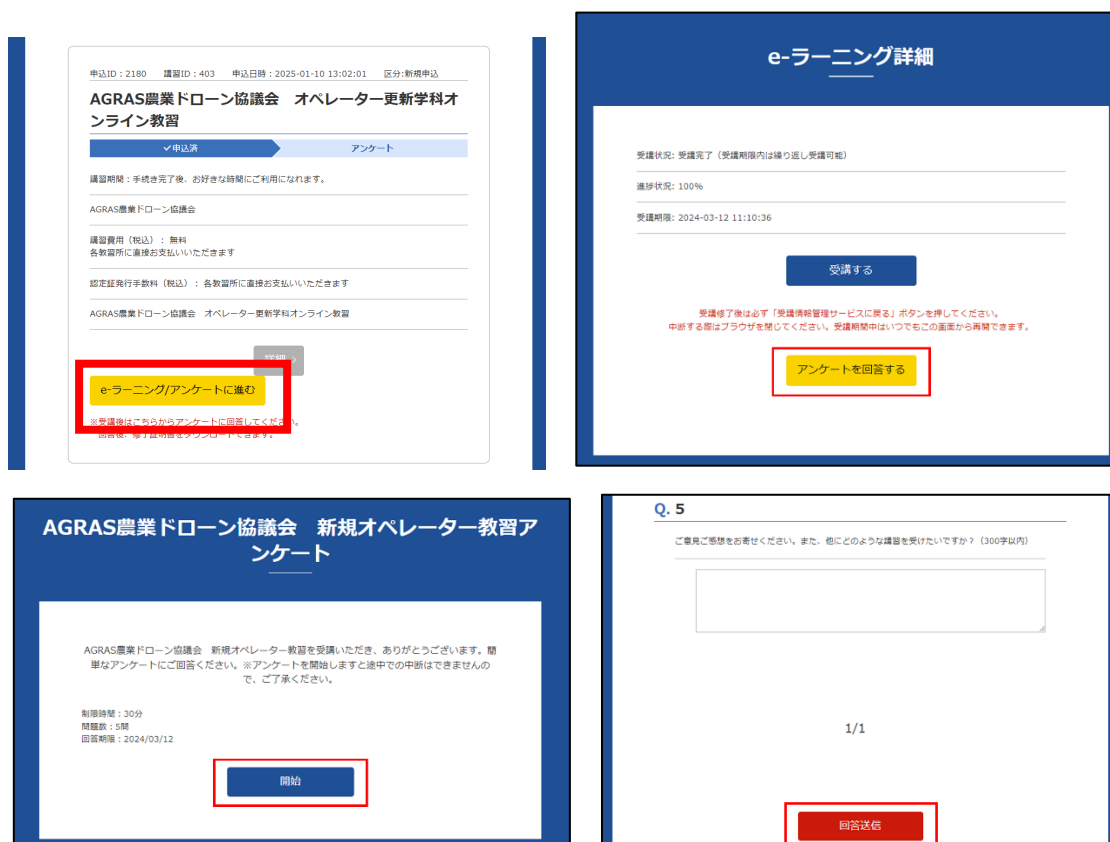 申込ID：2180　講習ID：403　申込日時：2025-01-10 13:02:01　区分:新規申込
AGRAS農業ドローン協議会　オペレーター更新学科オ
ンライン教習
✓申込済
アンケート
講習期間：手続き完了後、お好きな時間にご利用になれます。
AGRAS農業ドローン協議会
講習費用（税込）： 無料
各教習所に直接お支払いいただきます
認定証発行手数料（税込）： 各教習所に直接お支払いいただきます
AGRAS農業ドローン協議会　オペレーター更新学科オンライン教習
詳細 >
e-ラーニング/アンケートに進む
※受講後はこちらからアンケートに回答してください。
回答後、修了証明書をダウンロードできます。
e-ラーニング詳細
受講状況: 受講完了（受講期限内は繰り返し受講可能）
進捗状況: 100%
受講期限: 2024-03-12 11:10:36
受講する
受講修了後は必ず「受講情報管理サービスに戻る」ボタンを押してください。
中断する際はブラウザを閉じてください。受講期間中はいつでもこの画面から再開できます。
アンケートを回答する
AGRAS農業ドローン協議会　新規オペレーター教習ア
ンケート
AGRAS農業ドローン協議会　新規オペレーター教習を受講いただき、ありがとうございます。簡
単なアンケートにご回答ください。※アンケートを開始しますと途中での中断はできませんの
で、ご了承ください。
制限時間：30分
問題数：5問
回答期限：2024/03/12
開始
Q. 5
ご意見ご感想をお寄せください。また、他にどのような講習を受けたいですか？（300字以内）
1/1
回答送信